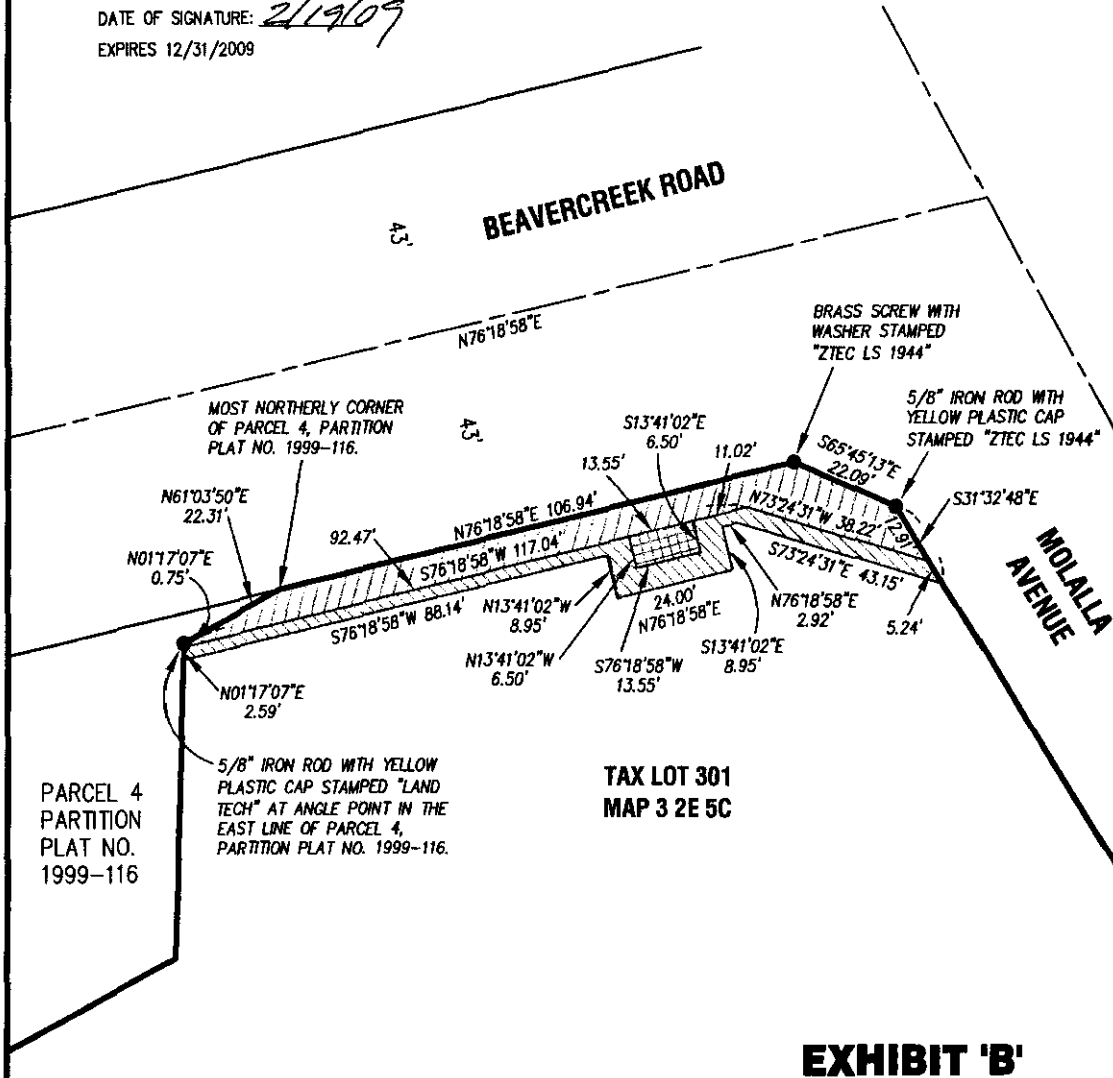 DATE OF SIGNATURE: 2/19/09
EXPIRES 12/31/2009
BEAVERCREEK ROAD
43'
N76°18'58"E
43'
BRASS SCREW WITH
WASHER STAMPED
"ZTEC LS 1944"
MOST NORTHERLY CORNER
OF PARCEL 4, PARTITION
PLAT NO. 1999-116.
5/8" IRON ROD WITH
YELLOW PLASTIC CAP
STAMPED "ZTEC LS 1944"
S13°41'02"E
6.50'
11.02'
S65°45'13"E
22.09'
13.55'
N61°03'50"E
22.31'
S31°32'48"E
92.47'
N76°18'58"E 106.94'
N73°24'31"W 38.22'
12.91'
N01°17'07"E
0.75'
S76°18'58"W 117.04'
S73°24'31"E 43.15'
MOLALLA
AVENUE
S76°18'58"W 88.14'
N13°41'02"W
8.95'
24.00'
N76°18'58"E
N76°18'58"E
2.92'
5.24'
N13°41'02"W
6.50'
S76°18'58"W
13.55'
S13°41'02"E
8.95'
N01°17'07"E
2.59'
5/8" IRON ROD WITH YELLOW
PLASTIC CAP STAMPED "LAND
TECH" AT ANGLE POINT IN THE
EAST LINE OF PARCEL 4,
PARTITION PLAT NO. 1999-116.
PARCEL 4
PARTITION
PLAT NO.
1999-116
TAX LOT 301
MAP 3 2E 5C
EXHIBIT 'B'